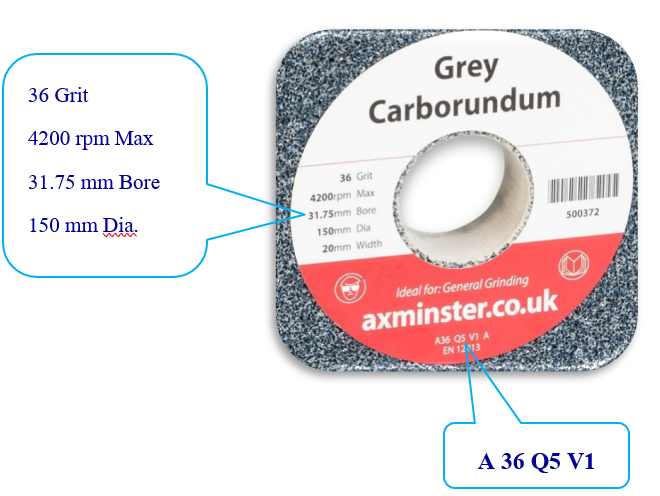 36 Grit
4200 rpm Max
31.75 mm Bore
150 mm Dia.
Grey
Carborundum
36 Grit
4200rpm Max
31.75mm Bore
150mm Dia
20mm Width
500372
Ideal for: General Grinding
axminster.co.uk
A36 Q5 V1 A
EN
A 36 Q5 V1